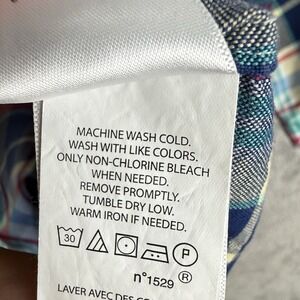 MACHINE WASH COLD.
WASH WITH LIKE COLORS.
ONLY NON-CHLORINE BLEACH
WHEN NEEDED.
REMOVE PROMPTLY.
TUMBLE DRY LOW.
WARM IRON IF NEEDED.
30 P
n°1529 ®
LAVER AVEC DES